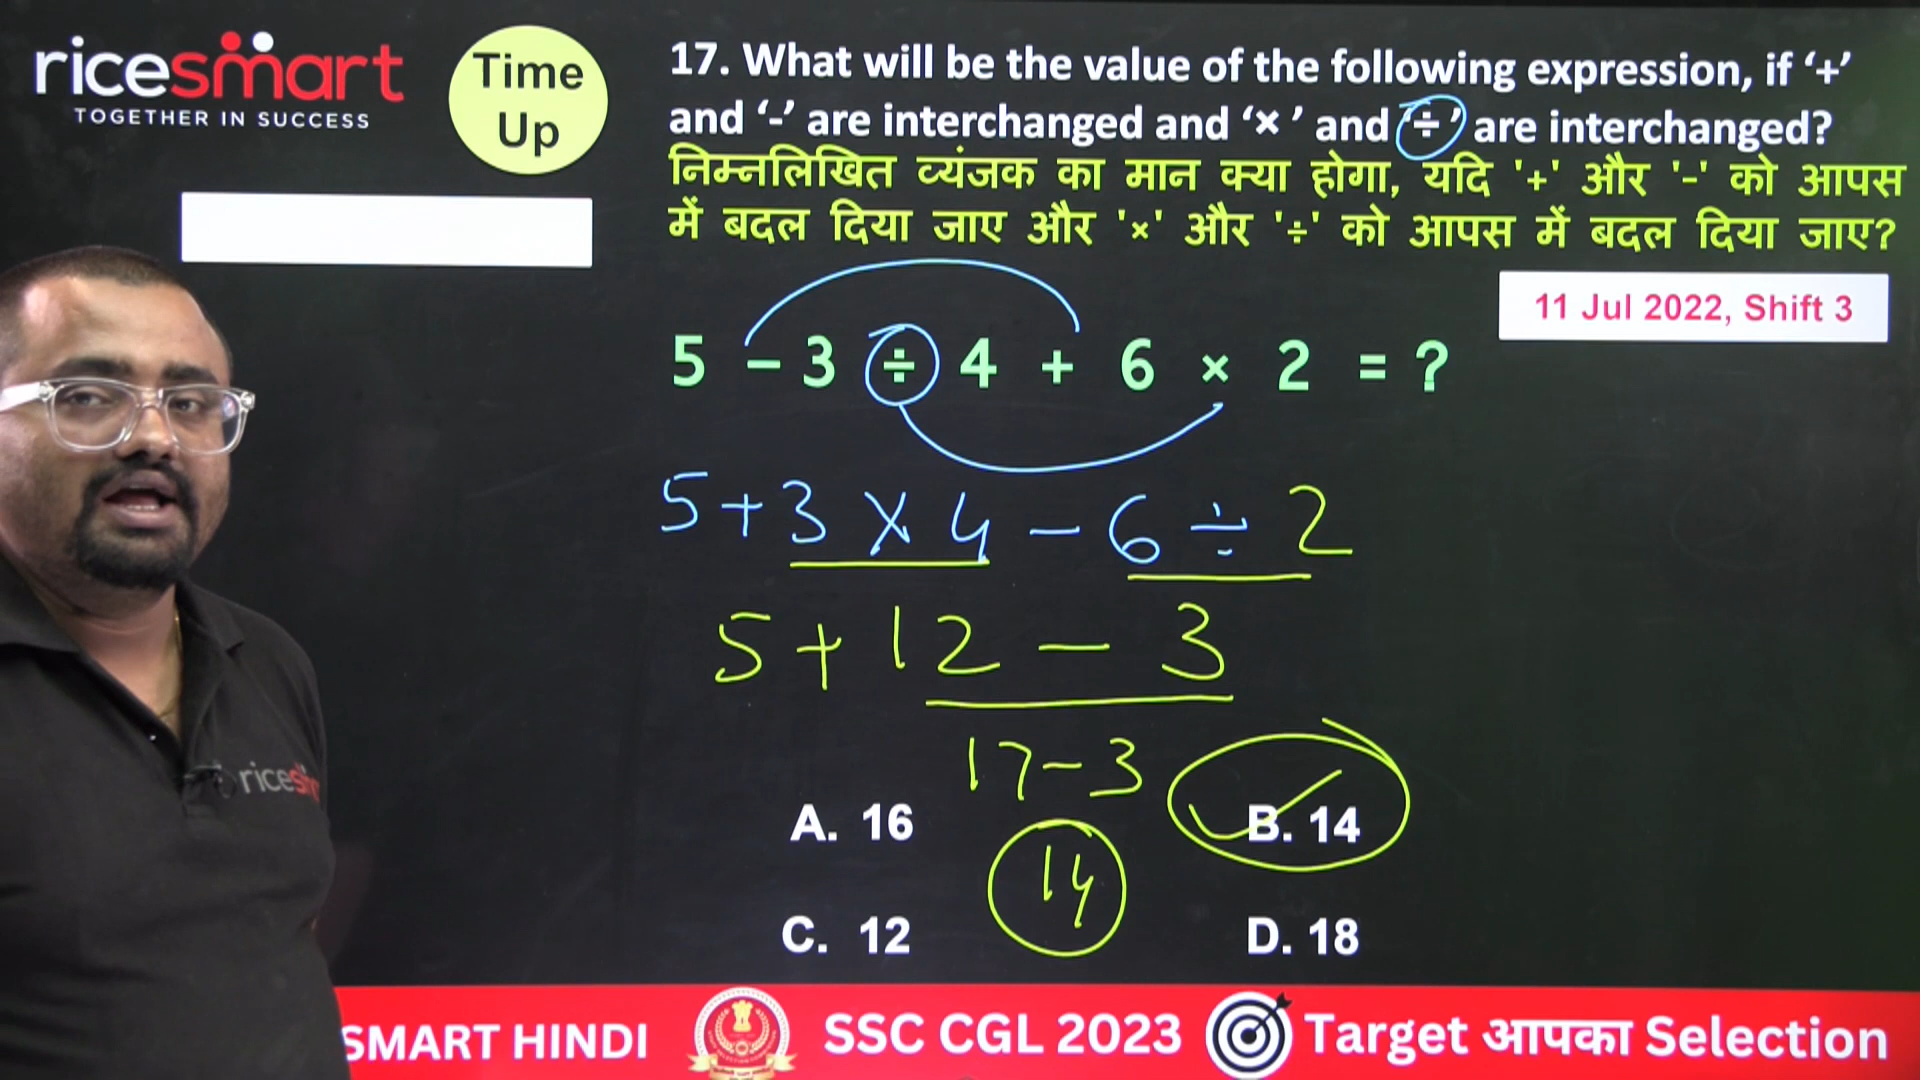 ricesmart
TOGETHER IN SUCCESS
Time
Up
17. What will be the value of the following expression, if ‘+’
and ‘-’ are interchanged and ‘× ’ and ‘÷ ’ are interchanged?
निम्नलिखित व्यंजक का मान क्या होगा, यदि '+' और '-' को आपस
में बदल दिया जाए और '×' और '÷' को आपस में बदल दिया जाए?
11 Jul 2022, Shift 3
5 − 3 ÷ 4 + 6 × 2 = ?
5+3×4−6÷2
5+12−3
17−3
A. 16
B. 14
14
C. 12
D. 18
ricesm
SMART HINDI
SSC CGL 2023
Target आपका Selection